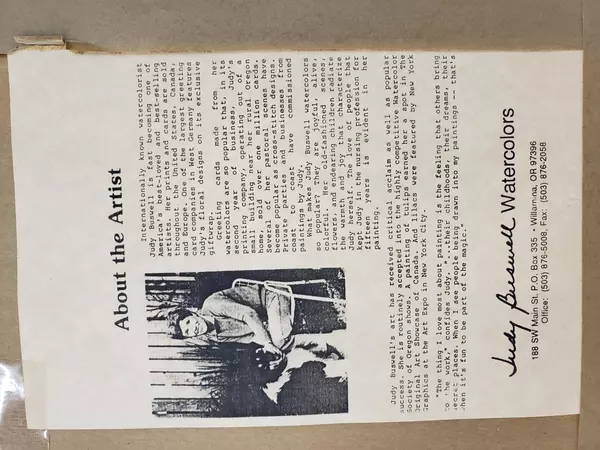 About the Artist
Internationally known watercolorist
Judy Buswell is fast becoming one of
America's best-loved and best-selling
artists. Her prints and cards are sold
throughout the United States, Canada,
and Europe. One of the largest greeting
card companies in West Germany features
Judy's floral designs on its exclusive
giftwrap.
Greeting cards made from her
watercolors are so popular that in its
second year of business, Judy's
printing company, operating out of a
small building near her rural Oregon
home, sold over one million cards.
Several of her pastoral scenes have
become popular as cross-stitch designs.
Private parties and businesses from
coast to coast have commissioned
paintings by Judy.
What makes Judy Buswell watercolors
so popular? They are joyful, alive,
colorful. Her old-fashioned scenes,
flowers, and endearing children radiate
the warmth and joy that characterize
Judy herself. The love of people that
kept Judy in the nursing profession for
fifteen years is evident in her
painting.
Judy Buswell's art has received critical acclaim as well as popular
success. She is routinely accepted into the highly competitive Watercolor
Society of Oregon shows. A painting of tulips earned her a spot in The
Original Art Showcase of Canada. And lilacs were featured by New York
Graphics at the Art Expo in New York City.
"The thing I love most about painting is the feeling that others bring
to the work," confides Judy. "...their childhoods, their dreams, their
secret places. When I see people being drawn into my paintings -- that's
when it's fun to be part of the magic."
Judy Buswell Watercolors
188 SW Main St. P.O. Box 335 · Willamina, OR 97396
Office: (503) 876-5008, Fax: (503) 876-2058